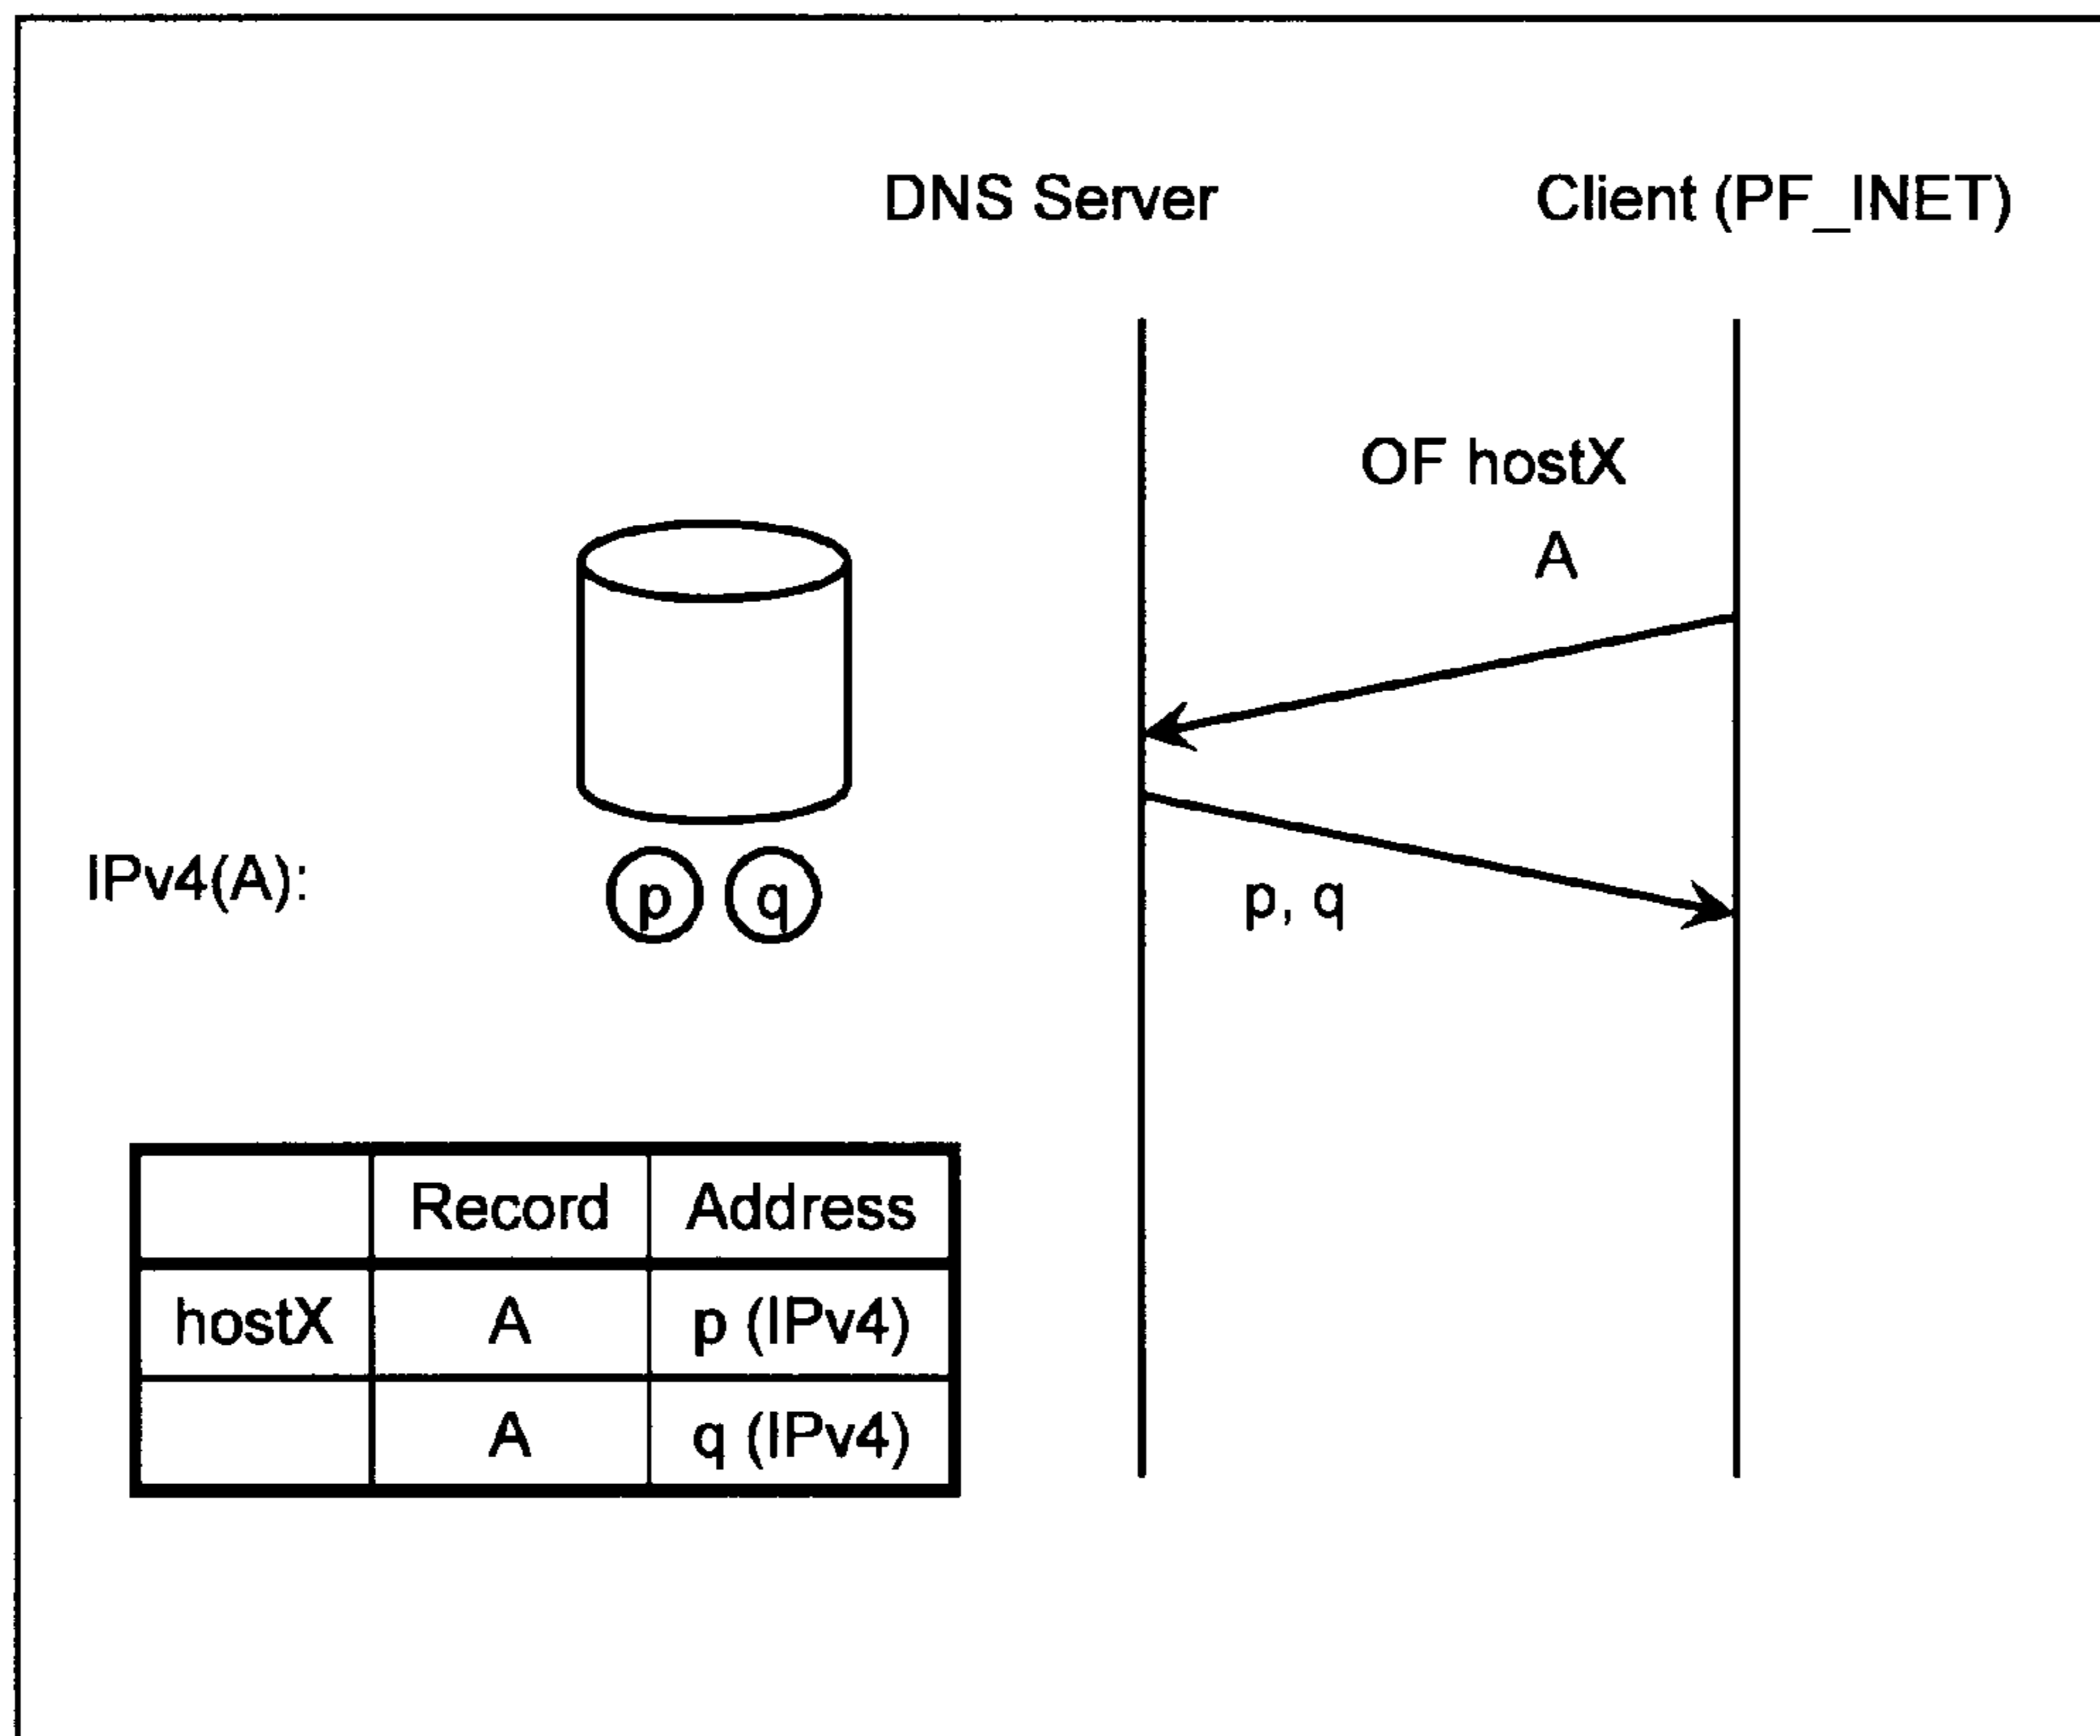 DNS Server Client (PF_INET)
OF hostX
A
IPv4(A): p q p, q
Record Address
hostX A p (IPv4)
A q (IPv4)